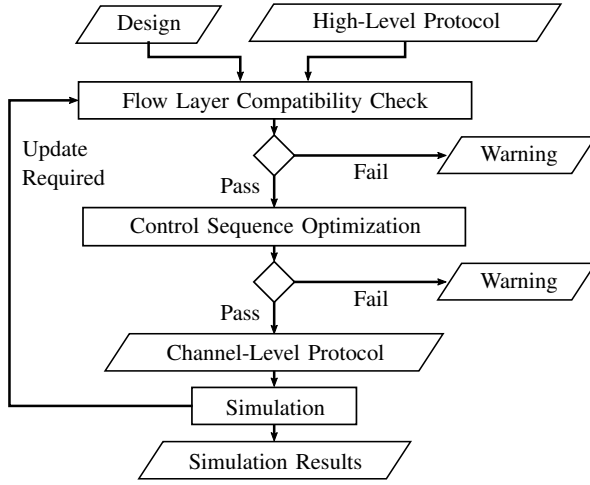 Design
High-Level Protocol
Flow Layer Compatibility Check
Update
Required
Warning
Fail
Pass
Control Sequence Optimization
Warning
Fail
Pass
Channel-Level Protocol
Simulation
Simulation Results